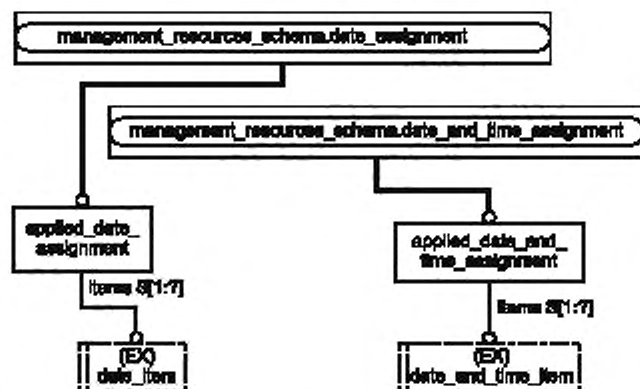 management_resources_schema.date_assignment
management_resources_schema.date_and_time_assignment
applied_date_
assignment
applied_date_and_
time_assignment
items S[1:?]
items S[1:?]
(EX)
date_item
(EX)
date_and_time_item